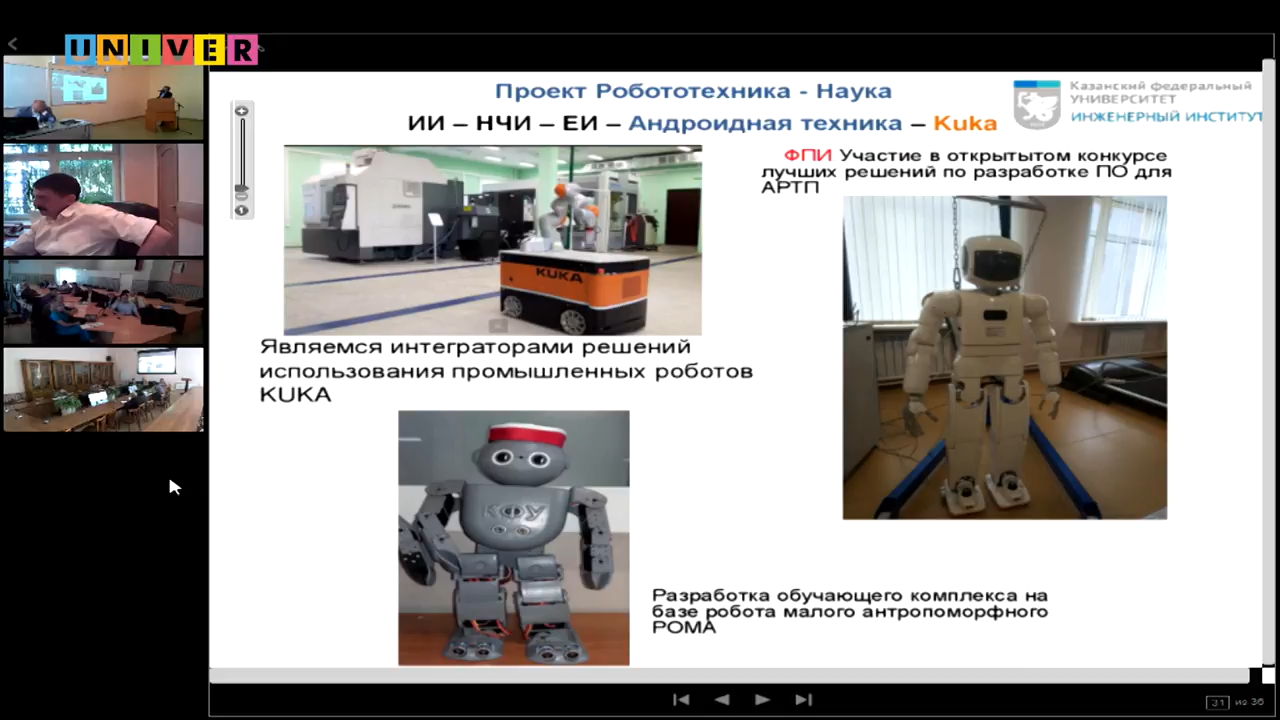 UNIVER
Проект Робототехника - Наука
ИИ – НЧИ – ЕИ – Андроидная техника – Kuka
Казанский федеральный
УНИВЕРСИТЕТ
ИНЖЕНЕРНЫЙ ИНСТИТУТ
ФПИ Участие в открытытом конкурсе
лучших решений по разработке ПО для
АРТП
KUKA
Являемся интеграторами решений
использования промышленных роботов
KUKA
КФУ
Разработка обучающего комплекса на
базе робота малого антропоморфного
РОМА
31 из 36